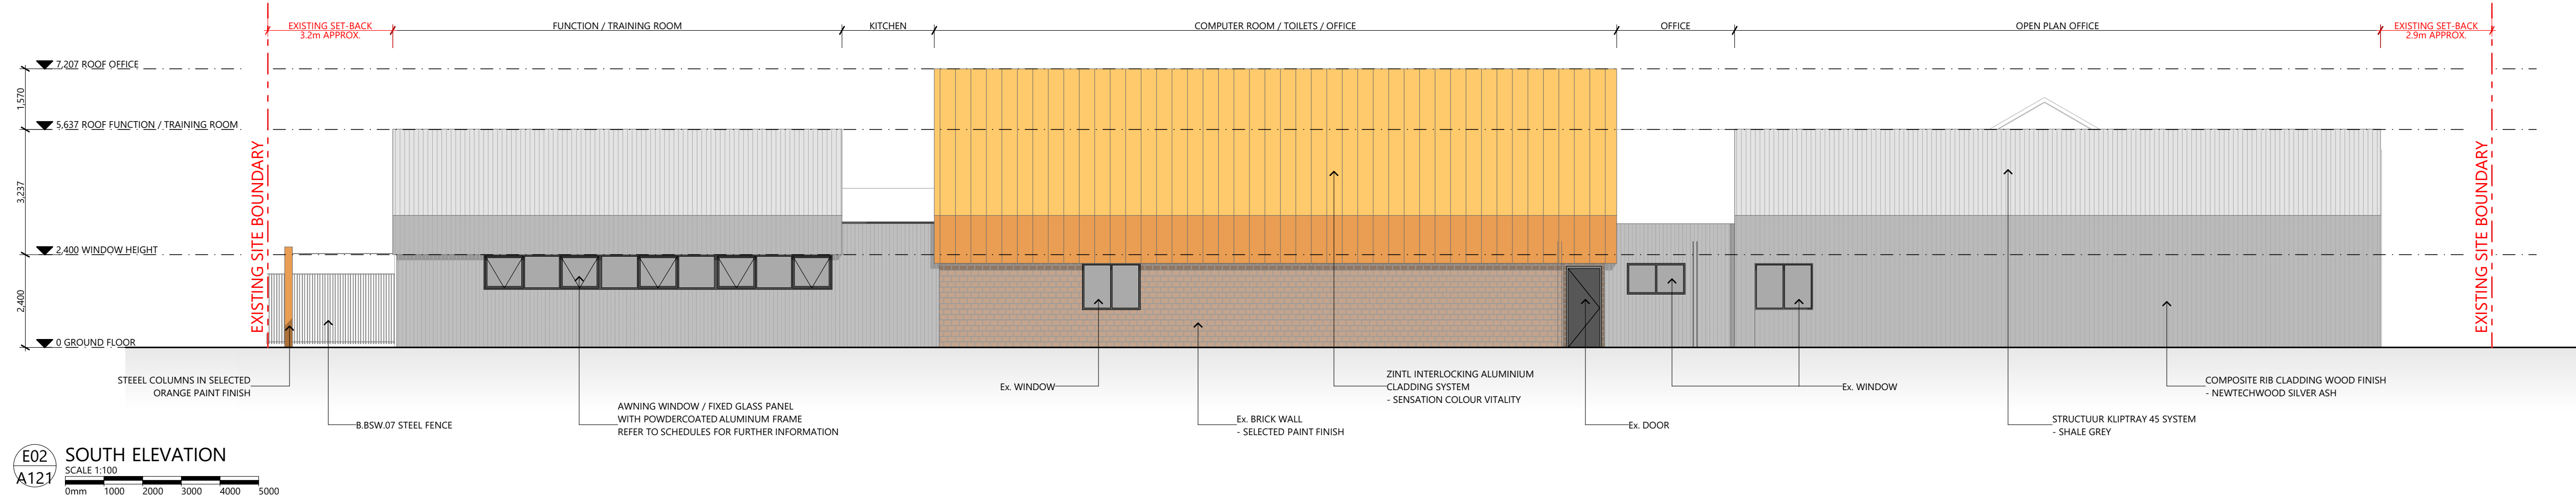 EXISTING SET-BACK
3.2m APPROX.
FUNCTION / TRAINING ROOM
KITCHEN
COMPUTER ROOM / TOILETS / OFFICE
OFFICE
OPEN PLAN OFFICE
EXISTING SET-BACK
2.9m APPROX.
7,207 ROOF OFFICE
1,570
5,637 ROOF FUNCTION / TRAINING ROOM
3,237
2,400 WINDOW HEIGHT
2,400
0 GROUND FLOOR
EXISTING SITE BOUNDARY
EXISTING SITE BOUNDARY
STEEEL COLUMNS IN SELECTED
ORANGE PAINT FINISH
B.BSW.07 STEEL FENCE
AWNING WINDOW / FIXED GLASS PANEL
WITH POWDERCOATED ALUMINUM FRAME
REFER TO SCHEDULES FOR FURTHER INFORMATION
Ex. WINDOW
Ex. BRICK WALL
- SELECTED PAINT FINISH
ZINTL INTERLOCKING ALUMINIUM
CLADDING SYSTEM
- SENSATION COLOUR VITALITY
Ex. DOOR
Ex. WINDOW
STRUCTUUR KLIPTRAY 45 SYSTEM
- SHALE GREY
COMPOSITE RIB CLADDING WOOD FINISH
- NEWTECHWOOD SILVER ASH
E02
A121
SOUTH ELEVATION
SCALE 1:100
0mm 1000 2000 3000 4000 5000